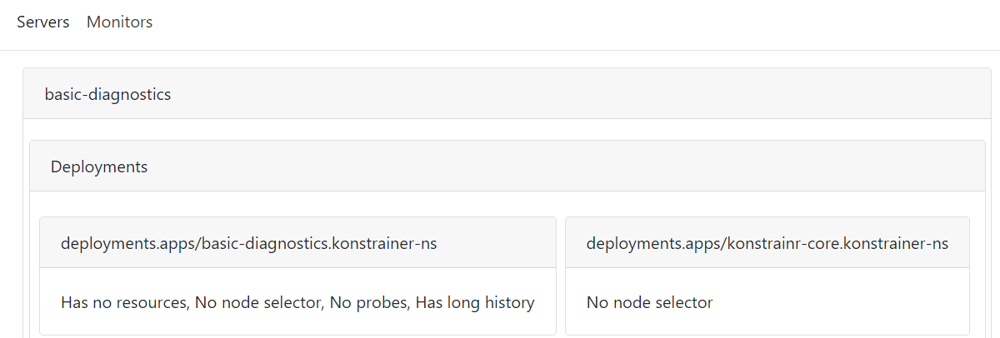 Servers Monitors
basic-diagnostics
Deployments
deployments.apps/basic-diagnostics.konstrainer-ns
Has no resources, No node selector, No probes, Has long history
deployments.apps/konstrainr-core.konstrainer-ns
No node selector